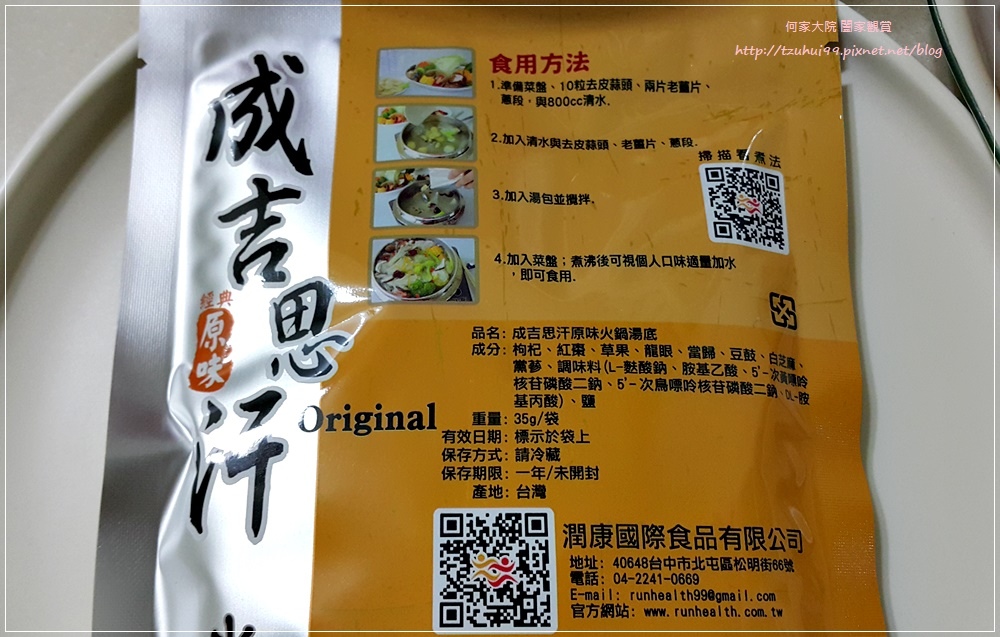 何家大院 闔家觀賞
http://tzuhui99.pixnet.net/blog
成吉思汗
經典
原味
Original
食用方法
1.準備菜盤、10粒去皮蒜頭、兩片老薑片、
蔥段，與800cc清水.
2.加入清水與去皮蒜頭、老薑片、蔥段.
掃描看煮法
3.加入湯包並攪拌.
4.加入菜盤；煮沸後可視個人口味適量加水
，即可食用.
品名: 成吉思汗原味火鍋湯底
成分: 枸杞、紅棗、草果、龍眼、當歸、豆鼓、白芝麻、
黨蔘、調味料(L-麩酸鈉、胺基乙酸、5'-次黃嘌呤
核苷磷酸二鈉、5'-次鳥嘌呤核苷磷酸二鈉、DL-胺
基丙酸)、鹽
重量: 35g/袋
有效日期: 標示於袋上
保存方式: 請冷藏
保存期限: 一年/未開封
產地: 台灣
潤康國際食品有限公司
地址: 40648台中市北屯區松明街66號
電話: 04-2241-0669
E-mail: runhealth99@gmail.com
官方網站: www.runhealth.com.tw